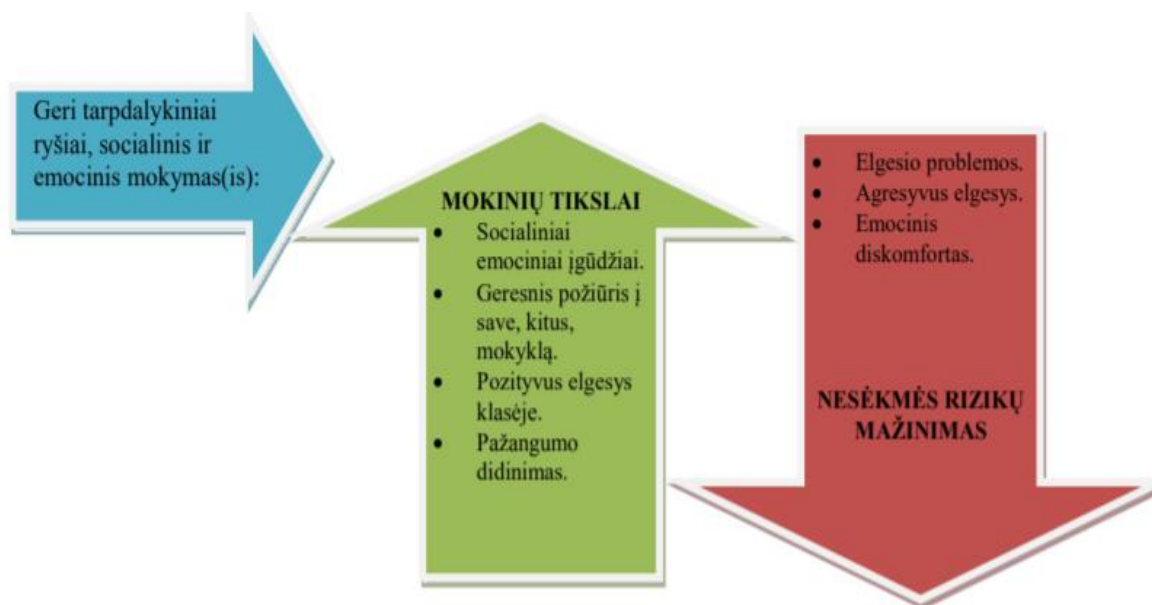 Geri tarpdalykiniai
ryšiai, socialinis ir
emocinis mokymas(is):
MOKINIŲ TIKSLAI
• Socialiniai
emociniai įgūdžiai.
• Geresnis požiūris į
save, kitus,
mokyklą.
• Pozityvus elgesys
klasėje.
• Pažangumo
didinimas.
• Elgesio problemos.
• Agresyvus elgesys.
• Emocinis
diskomfortas.
NESĖKMĖS RIZIKŲ
MAŽINIMAS